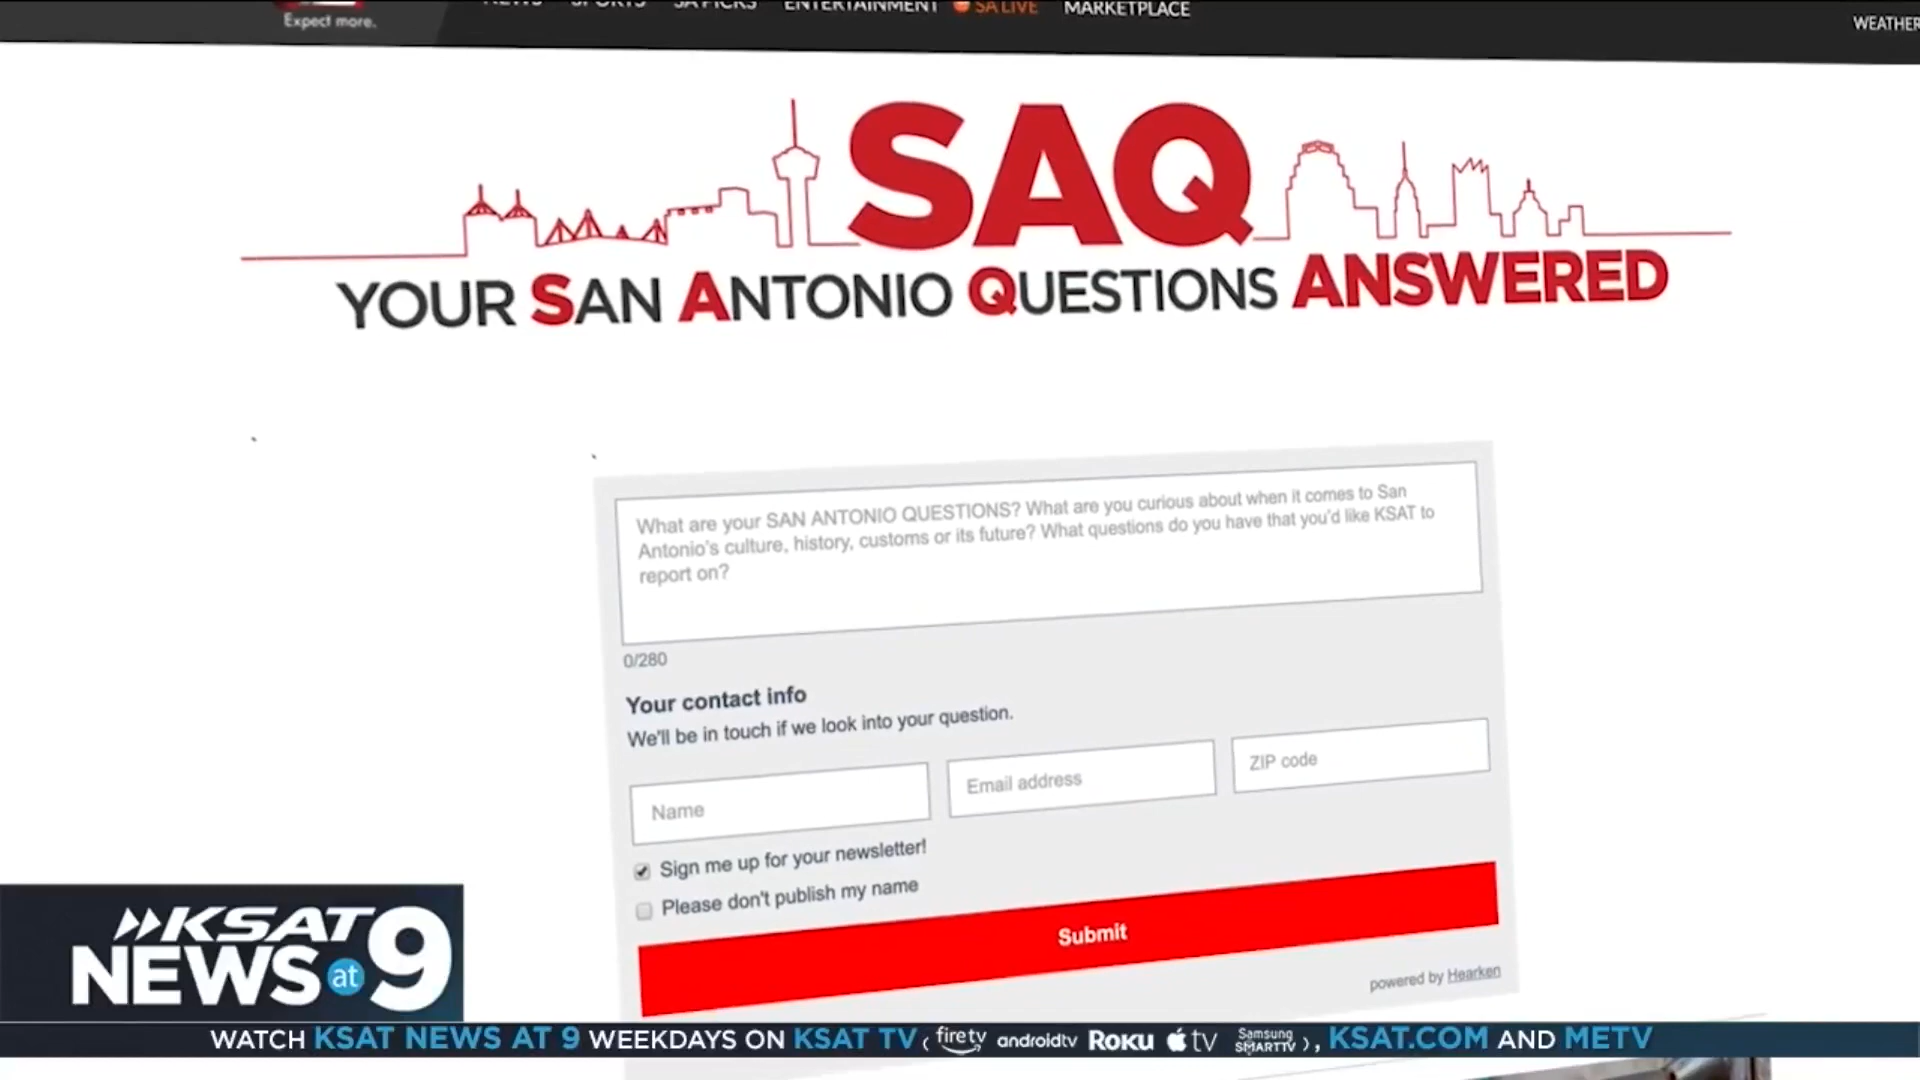 Expect more.
NEWS SPORTS SA PICKS ENTERTAINMENT SA LIVE MARKETPLACE
WEATHER
SAQ
YOUR SAN ANTONIO QUESTIONS ANSWERED
What are your SAN ANTONIO QUESTIONS? What are you curious about when it comes to San
Antonio's culture, history, customs or its future? What questions do you have that you'd like KSAT to
report on?
0/280
Your contact info
We'll be in touch if we look into your question.
Name
Email address
ZIP code
Sign me up for your newsletter!
Please don't publish my name
Submit
powered by Hearken
KSAT
NEWS at 9
WATCH KSAT NEWS AT 9 WEEKDAYS ON KSAT TV ( firetv androidtv Roku tv Samsung SMARTTV ), KSAT.COM AND METV